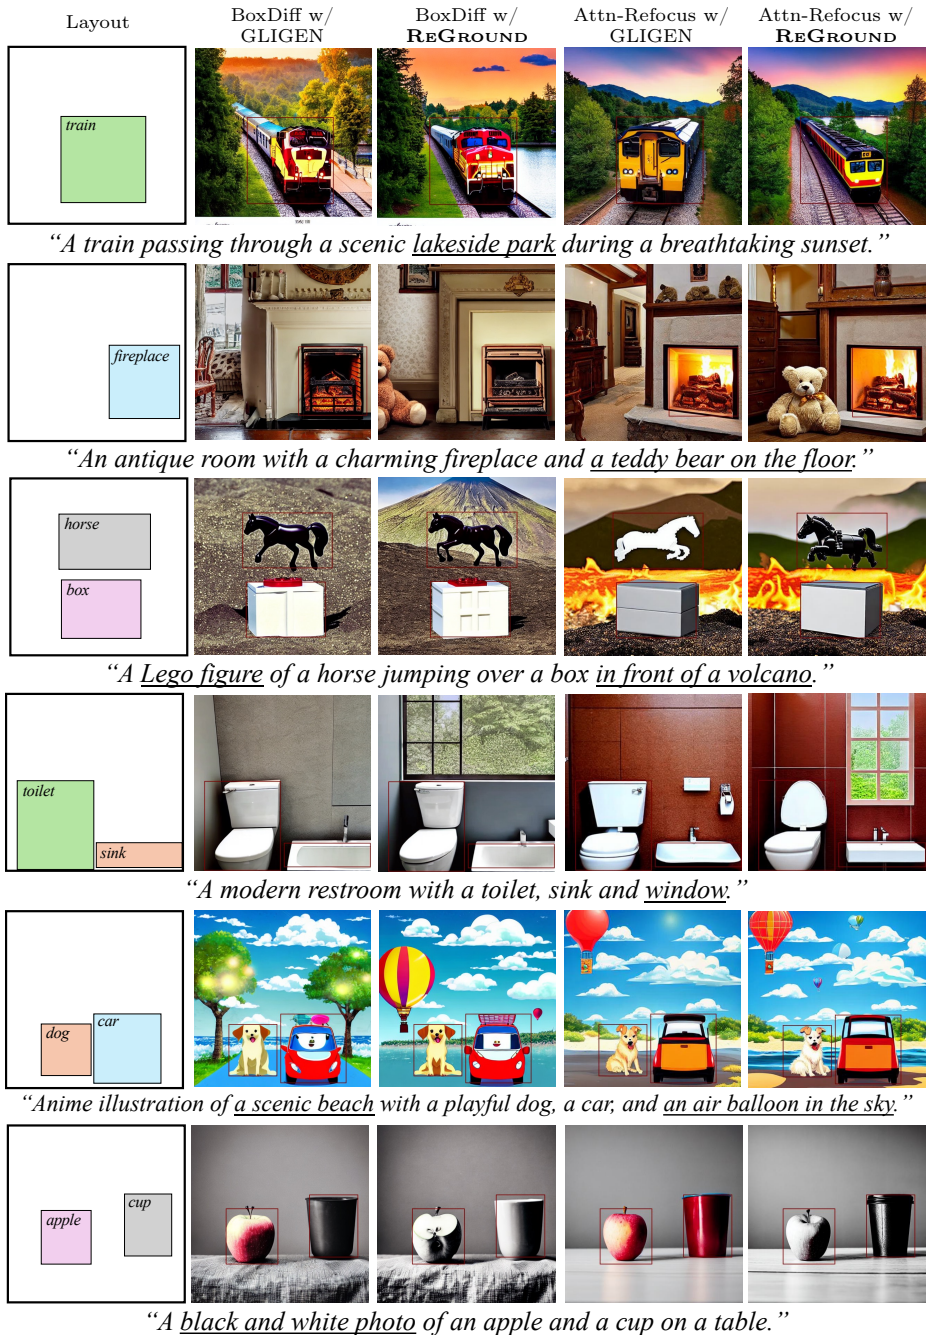 Layout
BoxDiff w/ GLIGEN
BoxDiff w/ REGROUND
Attn-Refocus w/ GLIGEN
Attn-Refocus w/ REGROUND
train
“A train passing through a scenic lakeside park during a breathtaking sunset.”
fireplace
“An antique room with a charming fireplace and a teddy bear on the floor.”
horse
box
“A Lego figure of a horse jumping over a box in front of a volcano.”
toilet
sink
“A modern restroom with a toilet, sink and window.”
dog
car
“Anime illustration of a scenic beach with a playful dog, a car, and an air balloon in the sky.”
apple
cup
“A black and white photo of an apple and a cup on a table.”